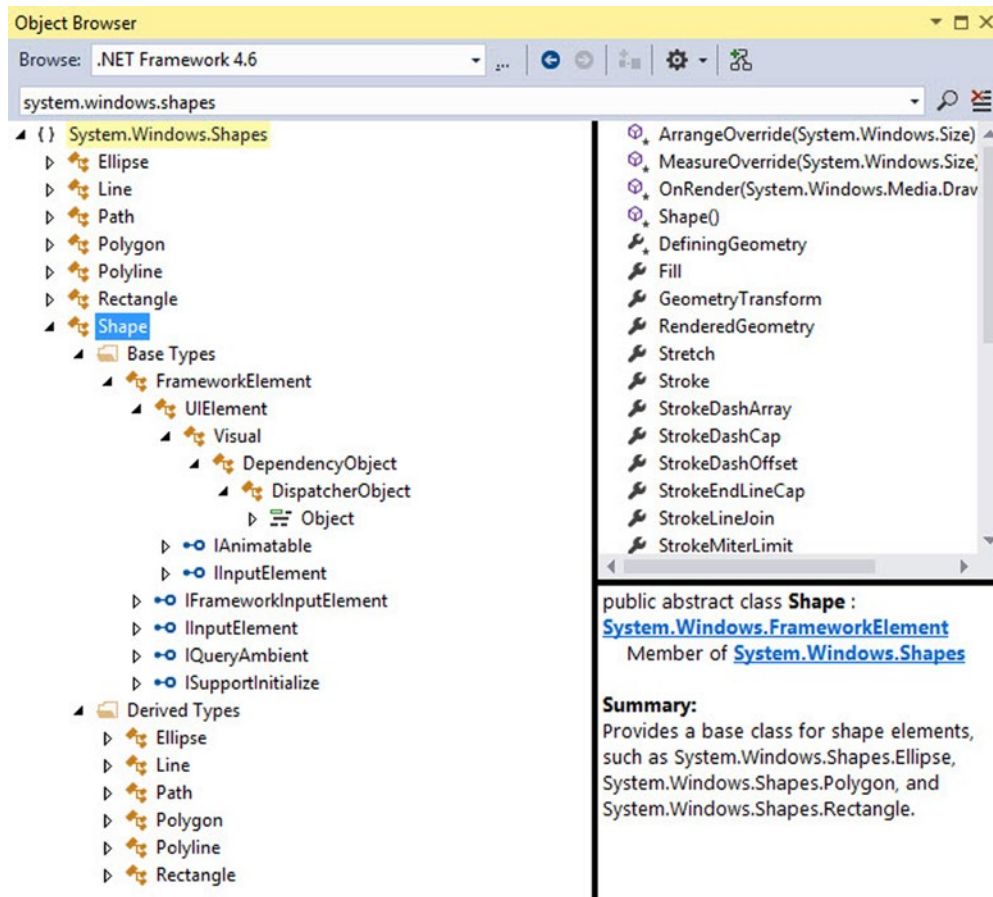 Object Browser
Browse: .NET Framework 4.6
...
system.windows.shapes
{ } System.Windows.Shapes
Ellipse
Line
Path
Polygon
Polyline
Rectangle
Shape
Base Types
FrameworkElement
UIElement
Visual
DependencyObject
DispatcherObject
Object
IAnimatable
IInputElement
IFrameworkInputElement
IInputElement
IQueryAmbient
ISupportInitialize
Derived Types
Ellipse
Line
Path
Polygon
Polyline
Rectangle
ArrangeOverride(System.Windows.Size)
MeasureOverride(System.Windows.Size)
OnRender(System.Windows.Media.Drav
Shape()
DefiningGeometry
Fill
GeometryTransform
RenderedGeometry
Stretch
Stroke
StrokeDashArray
StrokeDashCap
StrokeDashOffset
StrokeEndLineCap
StrokeLineJoin
StrokeMiterLimit
public abstract class Shape :
System.Windows.FrameworkElement
Member of System.Windows.Shapes
Summary:
Provides a base class for shape elements,
such as System.Windows.Shapes.Ellipse,
System.Windows.Shapes.Polygon, and
System.Windows.Shapes.Rectangle.